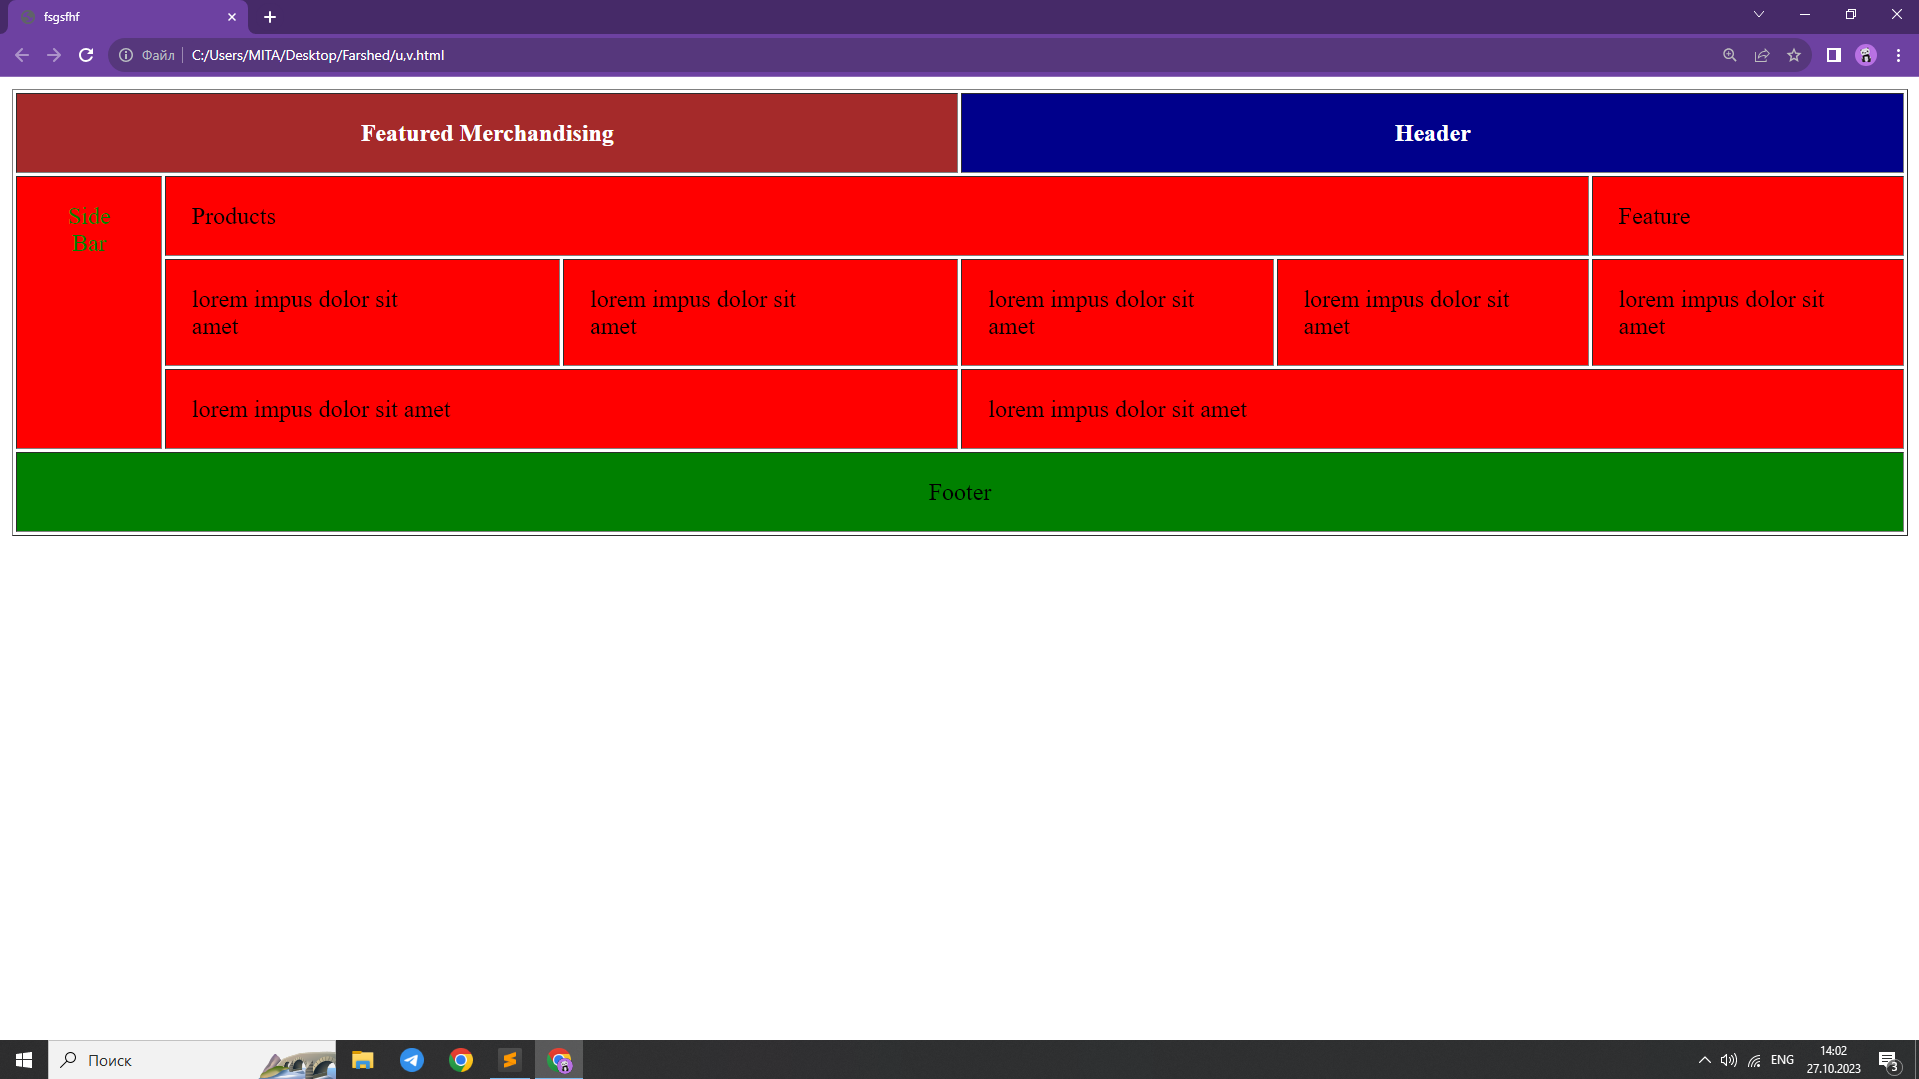 fsgsfhf
Файл
C:/Users/MITA/Desktop/Farshed/u,v.html
Featured Merchandising
Header
Side
Bar
Products
Feature
lorem impus dolor sit
amet
lorem impus dolor sit
amet
lorem impus dolor sit
amet
lorem impus dolor sit
amet
lorem impus dolor sit
amet
lorem impus dolor sit amet
lorem impus dolor sit amet
Footer
Поиск
ENG
14:02
27.10.2023
3